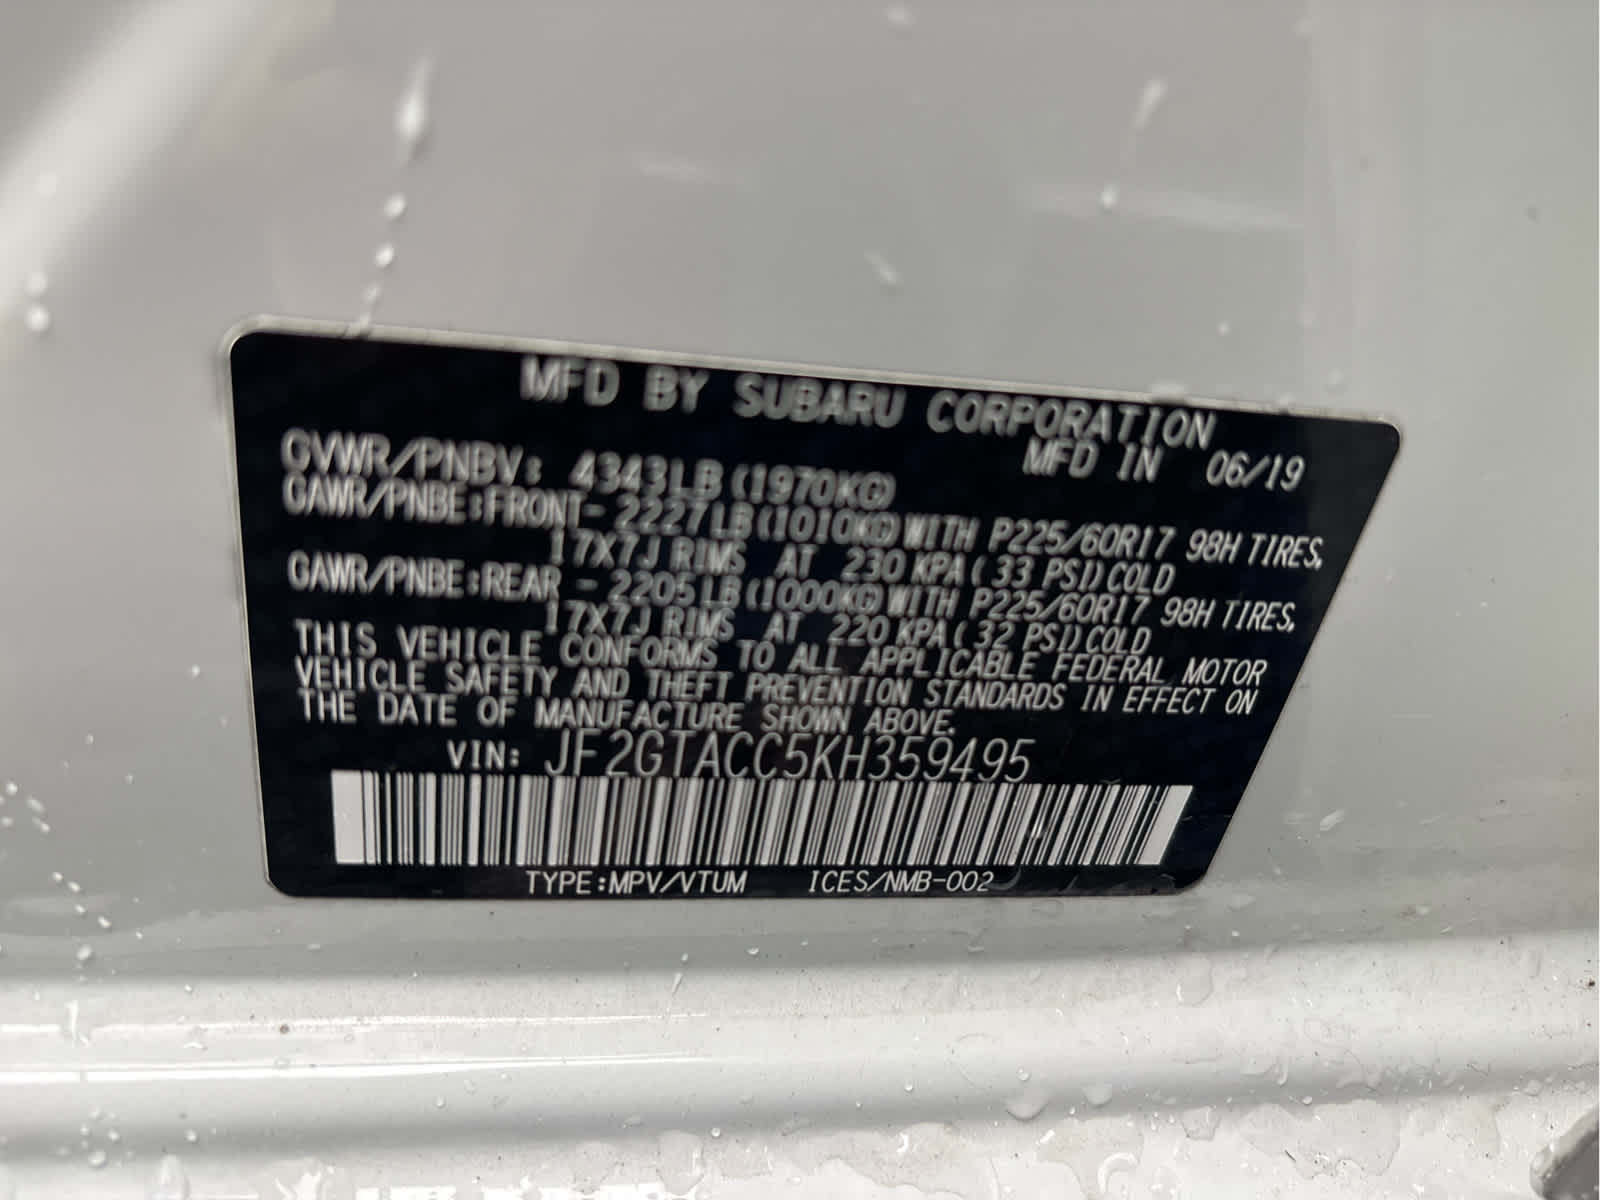 MFD BY SUBARU CORPORATION
MFD IN 06/19
GVWR/PNBV: 4343LB(1970KG)
GAWR/PNBE:FRONT- 2227LB(1010KG) WITH P225/60R17 98H TIRES,
17X7J RIMS AT 230 KPA( 33 PSI)COLD
GAWR/PNBE:REAR - 2205LB(1000KG) WITH P225/60R17 98H TIRES,
17X7J RIMS AT 220 KPA( 32 PSI)COLD
THIS VEHICLE CONFORMS TO ALL APPLICABLE FEDERAL MOTOR
VEHICLE SAFETY AND THEFT PREVENTION STANDARDS IN EFFECT ON
THE DATE OF MANUFACTURE SHOWN ABOVE.
VIN: JF2GTACC5KH359495
TYPE:MPV/VTUM ICES/NMB-002